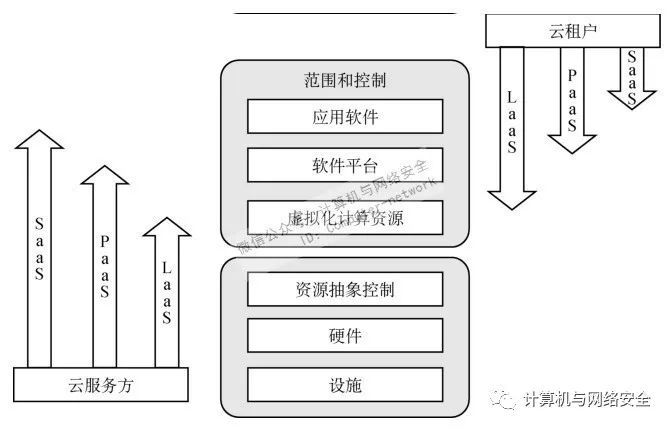 云租户
LaaS
PaaS
SaaS
范围和控制
应用软件
软件平台
虚拟化计算资源
微信公众号:计算机与网络安全
ID: Computer-network
SaaS
PaaS
LaaS
资源抽象控制
硬件
设施
云服务方
计算机与网络安全